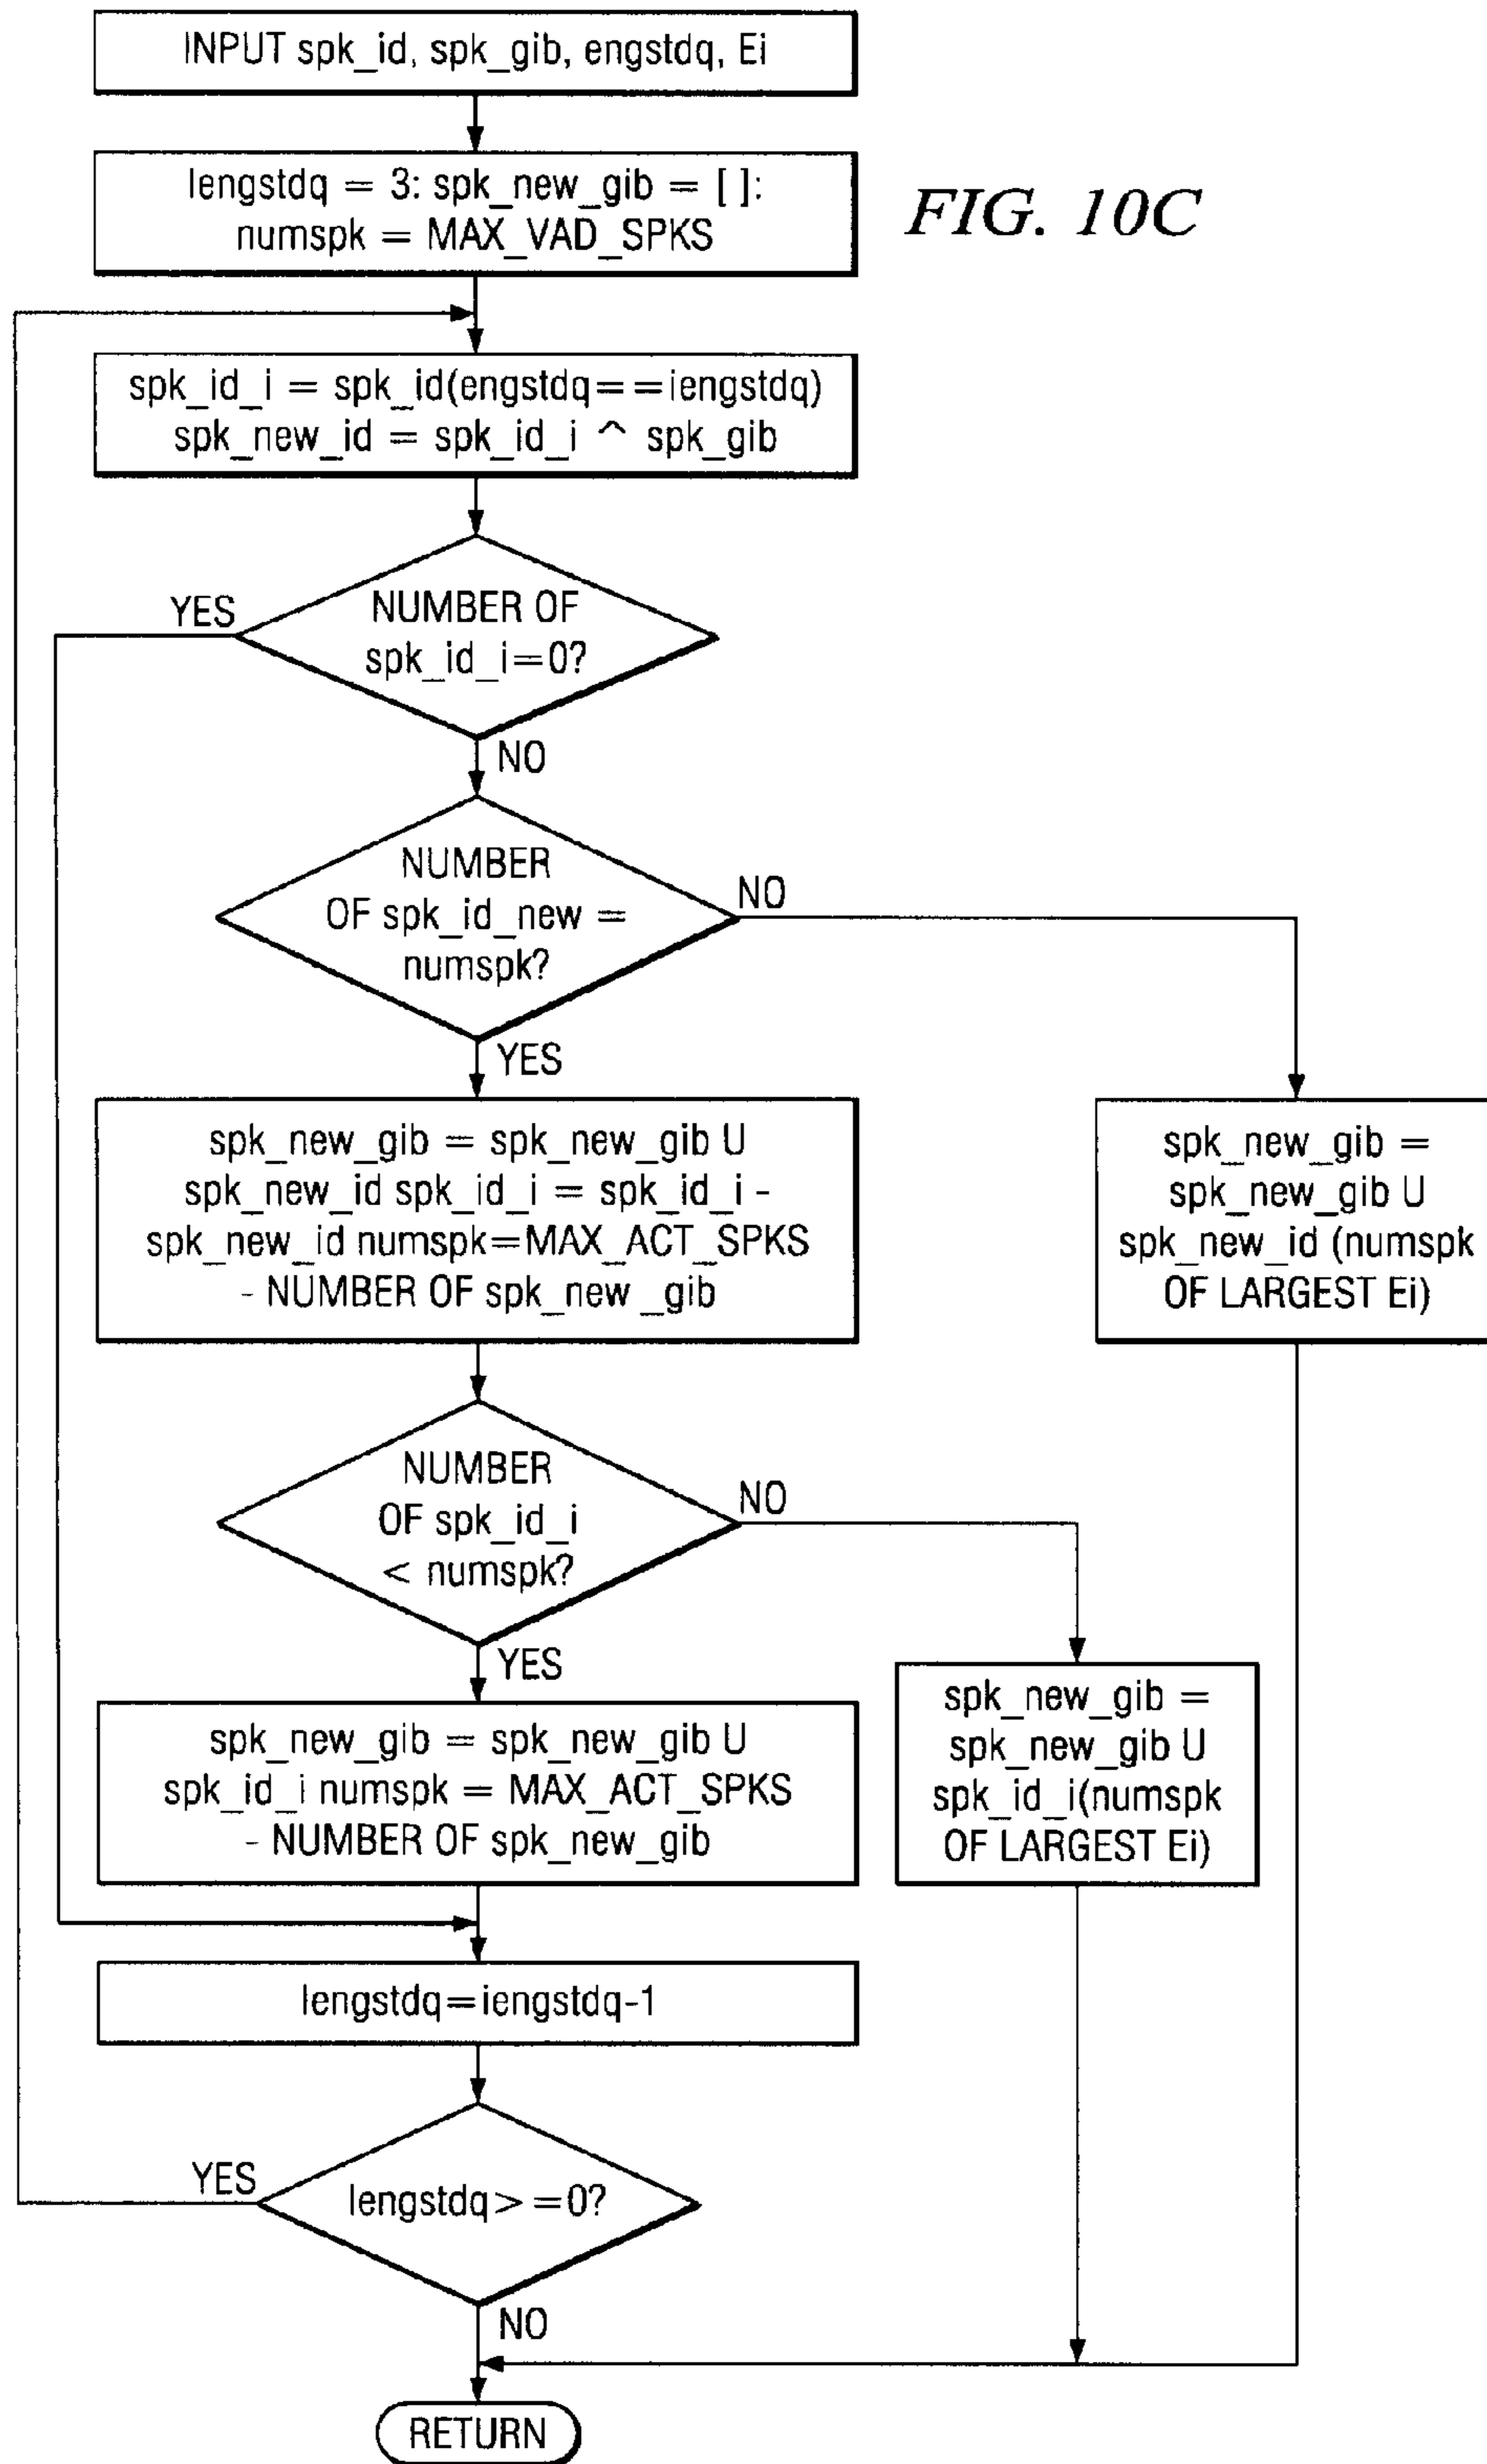 INPUT spk_id, spk_gib, engstdq, Ei
lengstdq = 3: spk_new_gib = [ ]:
numspk = MAX_VAD_SPKS
FIG. 10C
spk_id_i = spk_id(engstdq==iengstdq)
spk_new_id = spk_id_i ^ spk_gib
NUMBER OF
spk_id_i=0?
YES
NO
NUMBER
OF spk_id_new =
numspk?
NO
YES
spk_new_gib = spk_new_gib U
spk_new_id spk_id_i = spk_id_i -
spk_new_id numspk=MAX_ACT_SPKS
- NUMBER OF spk_new _gib
spk_new_gib =
spk_new_gib U
spk_new_id (numspk
OF LARGEST Ei)
NUMBER
OF spk_id_i
< numspk?
NO
YES
spk_new_gib = spk_new_gib U
spk_id_i numspk = MAX_ACT_SPKS
- NUMBER OF spk_new_gib
spk_new_gib =
spk_new_gib U
spk_id_i(numspk
OF LARGEST Ei)
lengstdq=iengstdq-1
lengstdq> =0?
YES
NO
RETURN